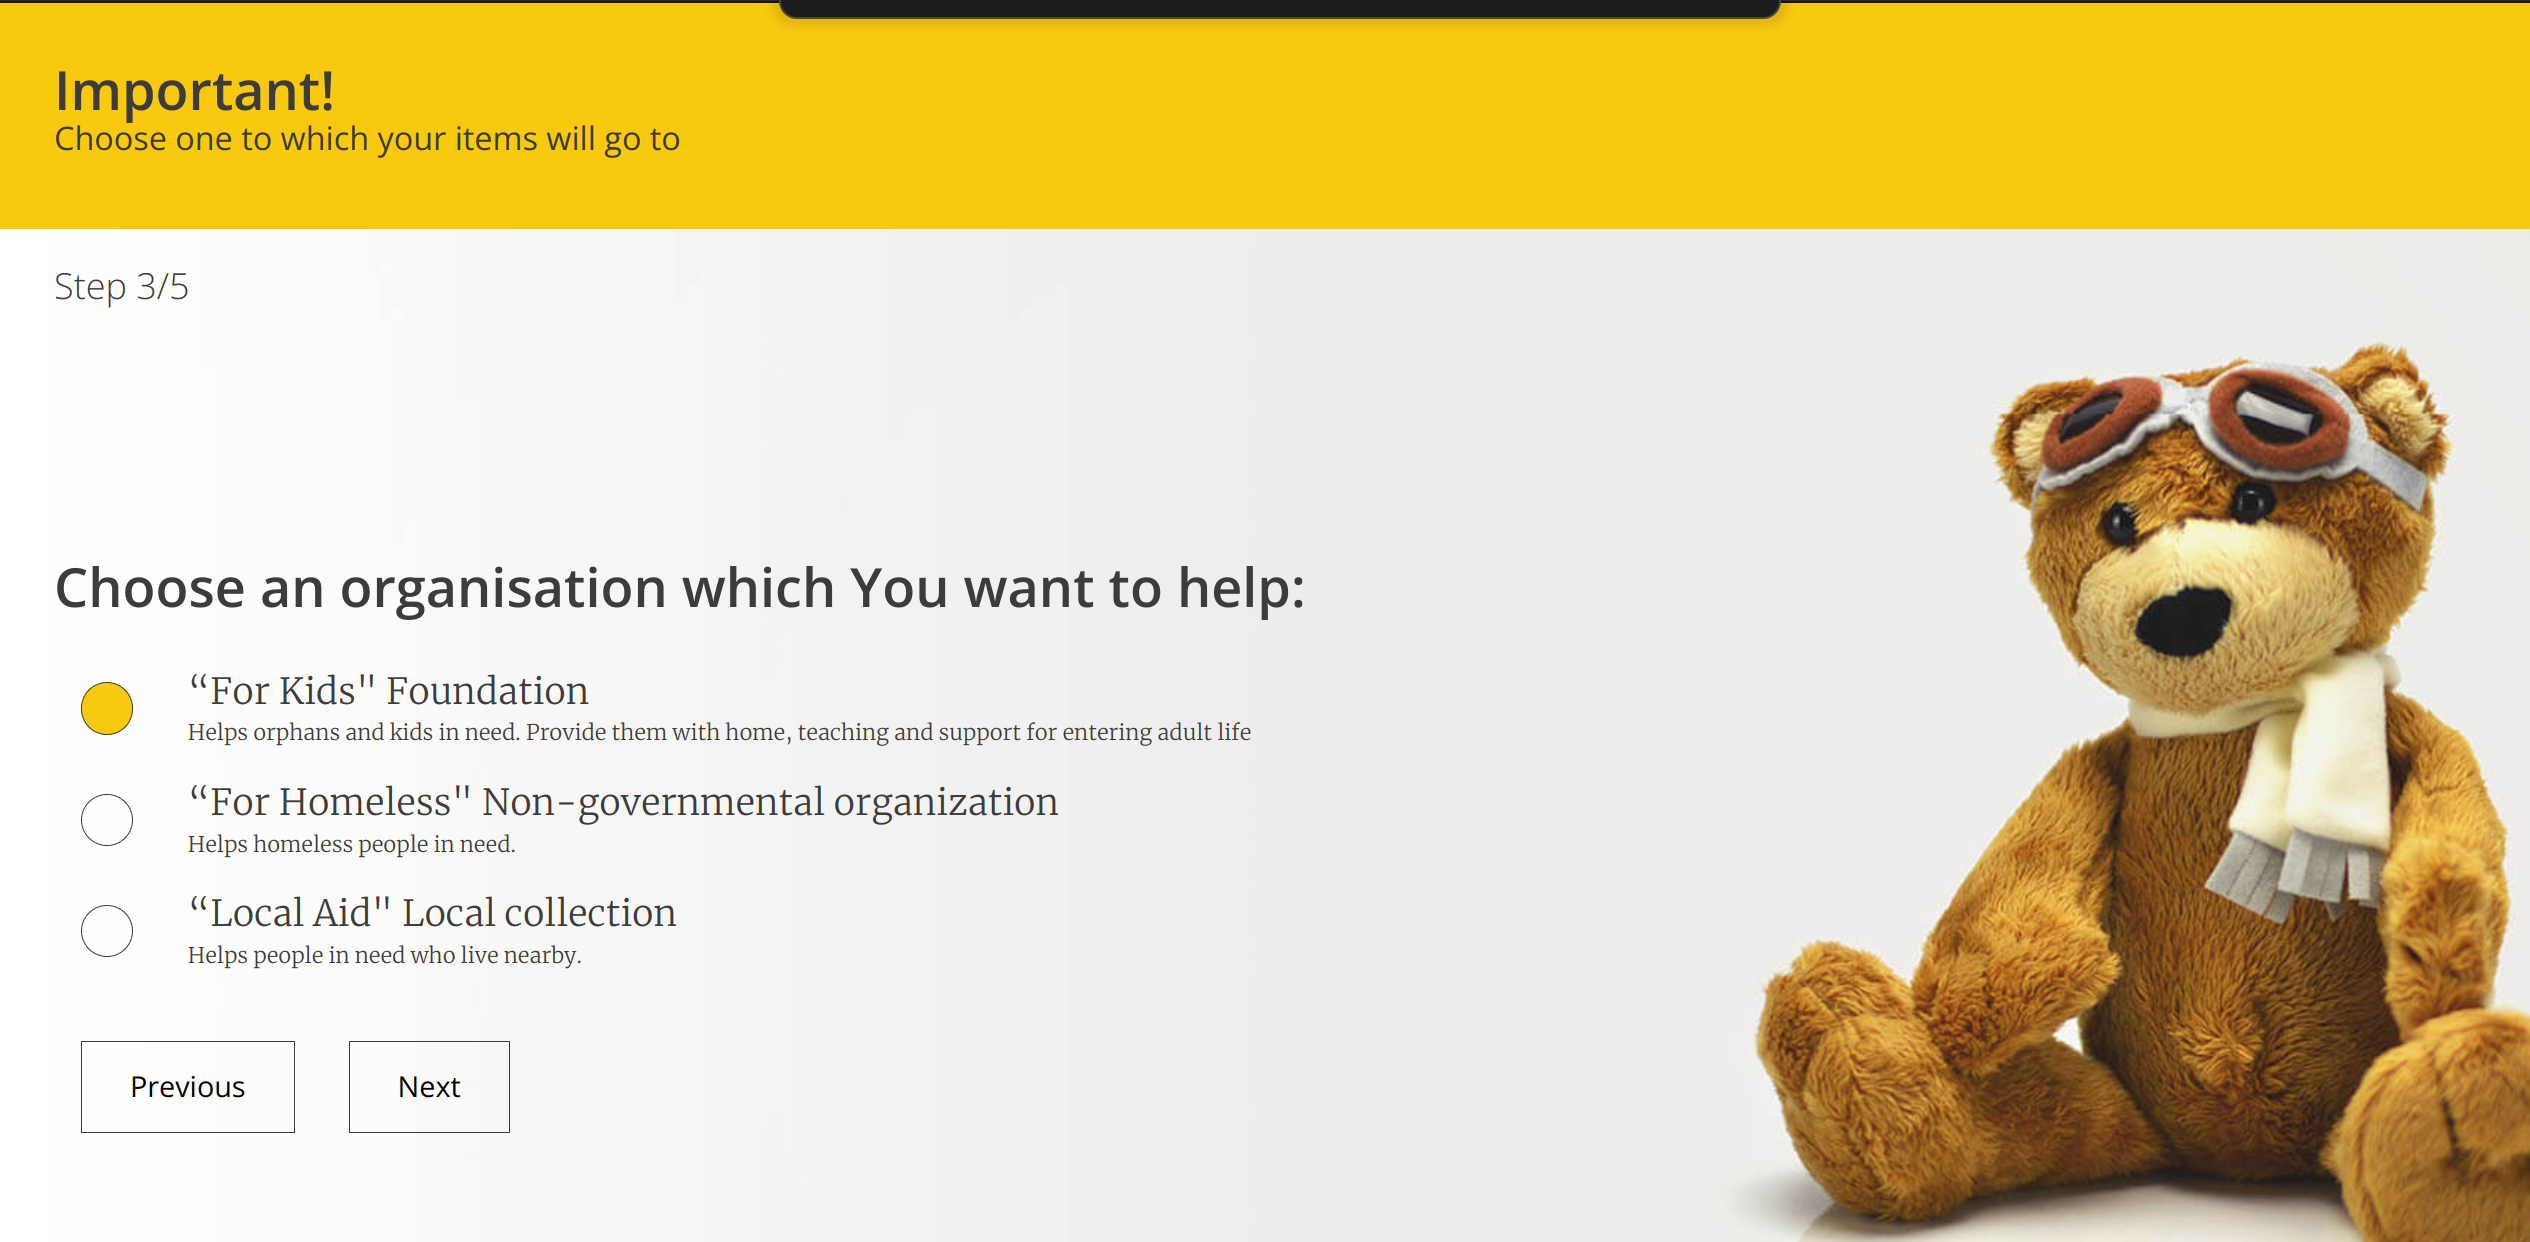 Important!
Choose one to which your items will go to
Step 3/5
Choose an organisation which You want to help:
“For Kids" Foundation
Helps orphans and kids in need. Provide them with home, teaching and support for entering adult life
“For Homeless" Non-governmental organization
Helps homeless people in need.
“Local Aid" Local collection
Helps people in need who live nearby.
Previous
Next